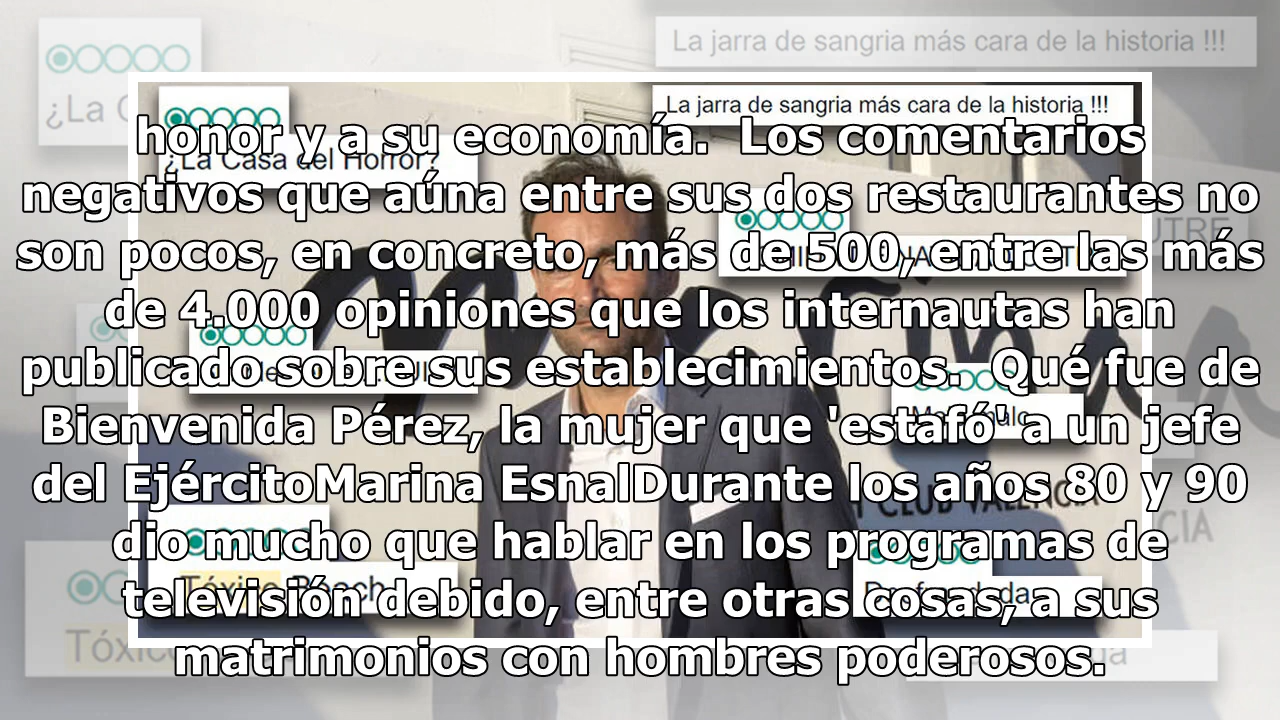 La jarra de sangria más cara de la historia !!!
La jarra de sangria más cara de la historia !!!
¿La Casa del Horror?
honor y a su economía.  Los comentarios
negativos que aúna entre sus dos restaurantes no
son pocos, en concreto, más de 500, entre las más
de 4.000 opiniones que los internautas han
publicado sobre sus establecimientos.  Qué fue de
Bienvenida Pérez, la mujer que 'estafó' a un jefe
del EjércitoMarina EsnalDurante los años 80 y 90
dio mucho que hablar en los programas de
televisión debido, entre otras cosas, a sus
matrimonios con hombres poderosos.
CLUB VALENCIA
Tóxico Beach